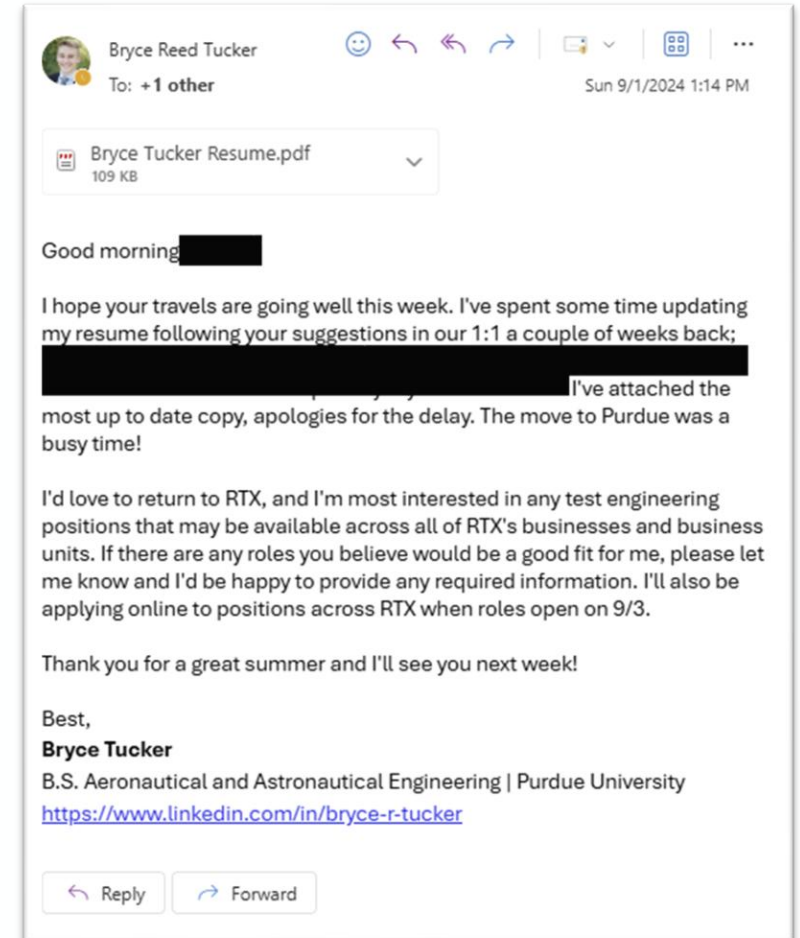 Bryce Reed Tucker
To: +1 other
Sun 9/1/2024 1:14 PM
Bryce Tucker Resume.pdf
109 KB
Good morning
I hope your travels are going well this week. I've spent some time updating
my resume following your suggestions in our 1:1 a couple of weeks back;
I've attached the
most up to date copy, apologies for the delay. The move to Purdue was a
busy time!
I'd love to return to RTX, and I'm most interested in any test engineering
positions that may be available across all of RTX's businesses and business
units. If there are any roles you believe would be a good fit for me, please let
me know and I'd be happy to provide any required information. I'll also be
applying online to positions across RTX when roles open on 9/3.
Thank you for a great summer and I'll see you next week!
Best,
Bryce Tucker
B.S. Aeronautical and Astronautical Engineering | Purdue University
https://www.linkedin.com/in/bryce-r-tucker
Reply
Forward